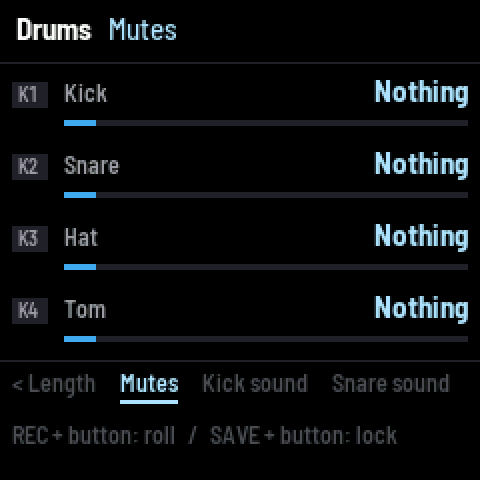 Drums Mutes
K1 Kick Nothing
K2 Snare Nothing
K3 Hat Nothing
K4 Tom Nothing
< Length Mutes Kick sound Snare sound
REC + button: roll / SAVE + button: lock